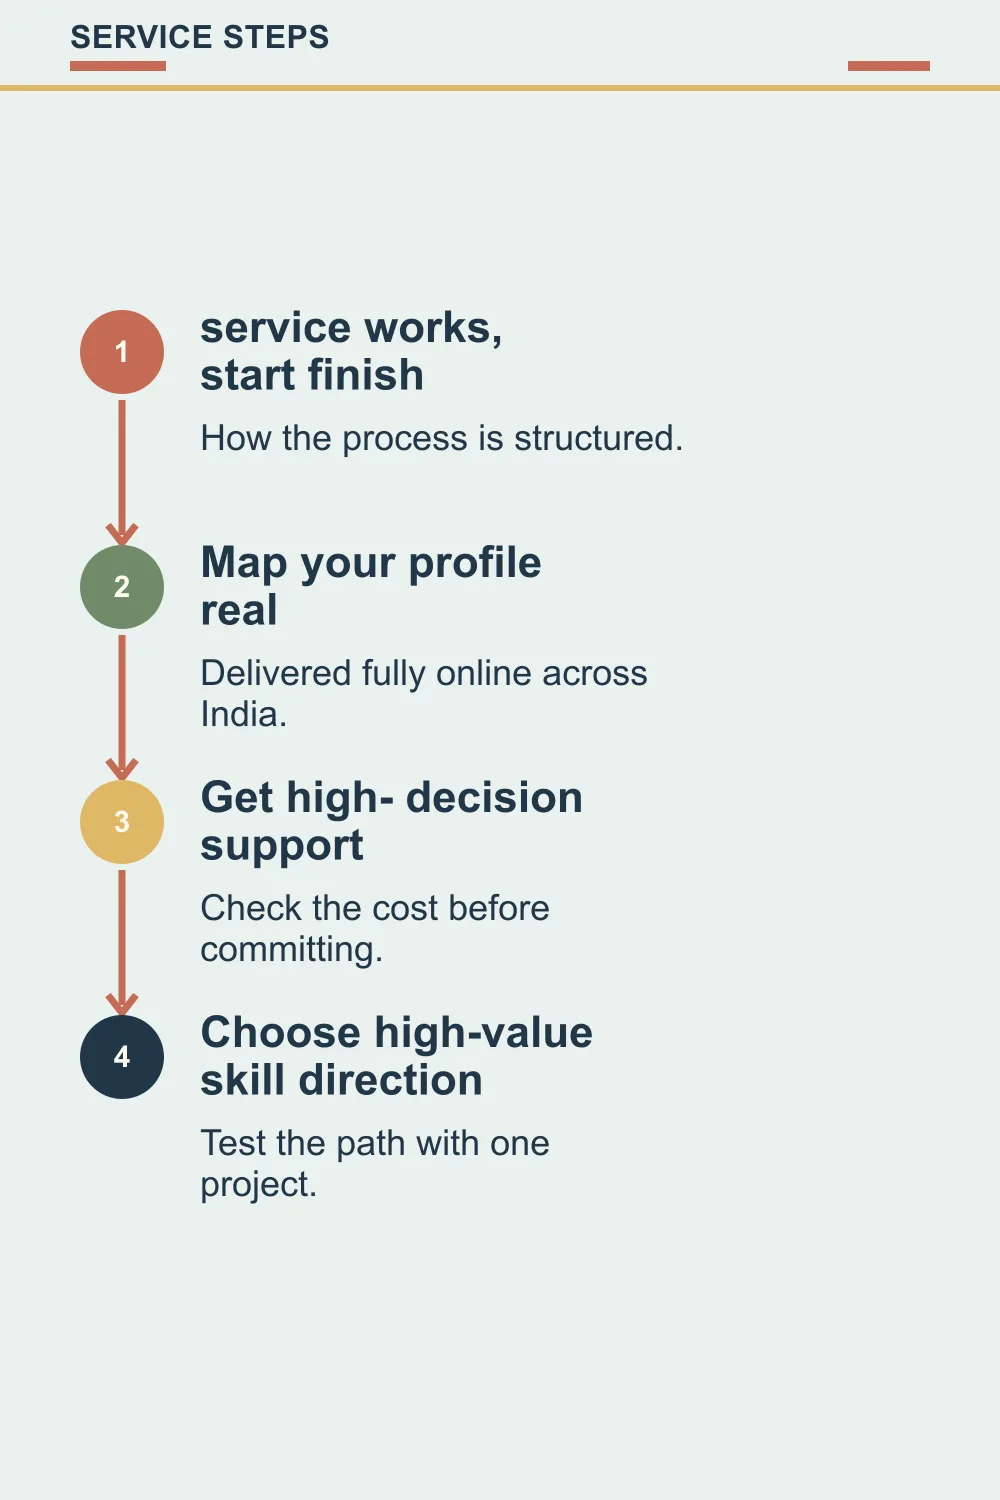 SERVICE STEPS
1
service works,
start finish
How the process is structured.
2
Map your profile
real
Delivered fully online across
India.
3
Get high- decision
support
Check the cost before
committing.
4
Choose high-value
skill direction
Test the path with one
project.